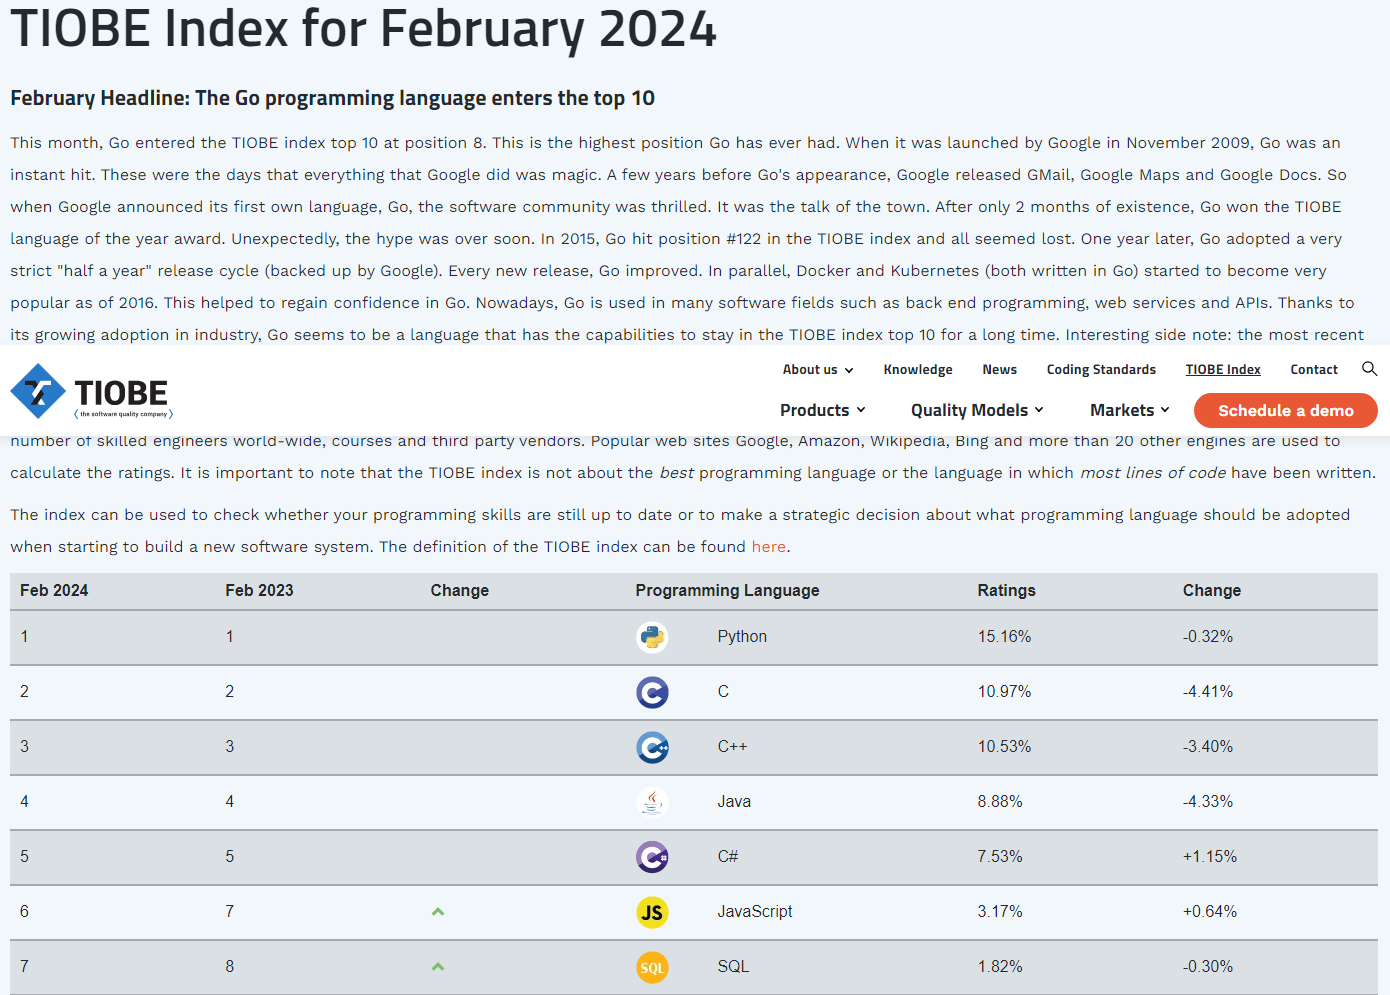 TIOBE Index for February 2024
February Headline: The Go programming language enters the top 10
This month, Go entered the TIOBE index top 10 at position 8. This is the highest position Go has ever had. When it was launched by Google in November 2009, Go was an
instant hit. These were the days that everything that Google did was magic. A few years before Go's appearance, Google released GMail, Google Maps and Google Docs. So
when Google announced its first own language, Go, the software community was thrilled. It was the talk of the town. After only 2 months of existence, Go won the TIOBE
language of the year award. Unexpectedly, the hype was over soon. In 2015, Go hit position #122 in the TIOBE index and all seemed lost. One year later, Go adopted a very
strict "half a year" release cycle (backed up by Google). Every new release, Go improved. In parallel, Docker and Kubernetes (both written in Go) started to become very
popular as of 2016. This helped to regain confidence in Go. Nowadays, Go is used in many software fields such as back end programming, web services and APIs. Thanks to
its growing adoption in industry, Go seems to be a language that has the capabilities to stay in the TIOBE index top 10 for a long time. Interesting side note: the most recent
About us Knowledge News Coding Standards TIOBE Index Contact
TIOBE
(the software quality company)
Products Quality Models Markets Schedule a demo
number of skilled engineers world-wide, courses and third party vendors. Popular web sites Google, Amazon, Wikipedia, Bing and more than 20 other engines are used to
calculate the ratings. It is important to note that the TIOBE index is not about the best programming language or the language in which most lines of code have been written.
The index can be used to check whether your programming skills are still up to date or to make a strategic decision about what programming language should be adopted
when starting to build a new software system. The definition of the TIOBE index can be found here.
Feb 2024 Feb 2023 Change Programming Language Ratings Change
1 1 Python 15.16% -0.32%
2 2 C C 10.97% -4.41%
3 3 C++ C++ 10.53% -3.40%
4 4 Java 8.88% -4.33%
5 5 C# C# 7.53% +1.15%
6 7 JS JavaScript 3.17% +0.64%
7 8 SQL SQL 1.82% -0.30%